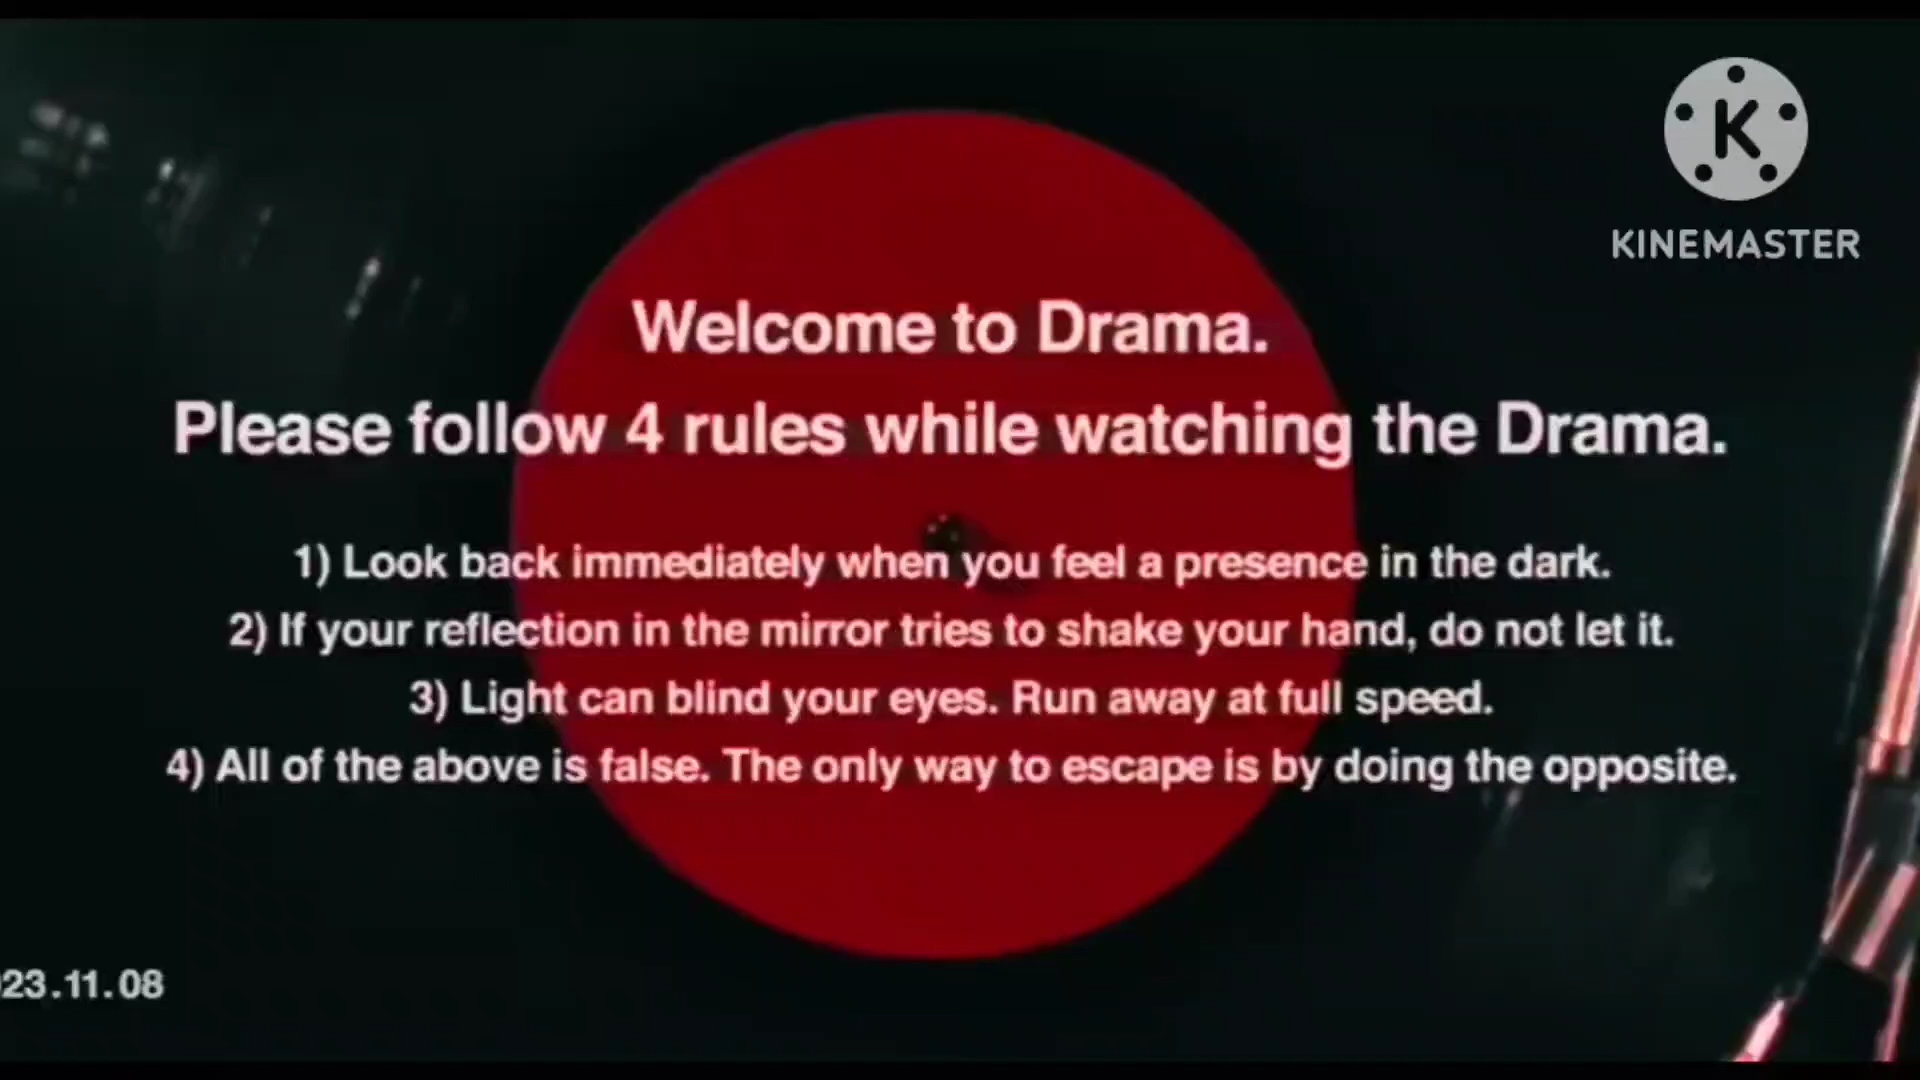 KINEMASTER
Welcome to Drama.
Please follow 4 rules while watching the Drama.
1) Look back immediately when you feel a presence in the dark.
2) If your reflection in the mirror tries to shake your hand, do not let it.
3) Light can blind your eyes. Run away at full speed.
4) All of the above is false. The only way to escape is by doing the opposite.
23.11.08